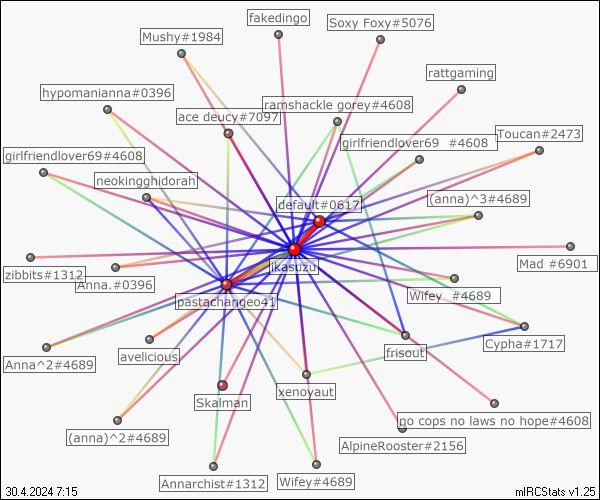 fakedingo
Soxy Foxy#5076
Mushy#1984
rattgaming
hypomanianna#0396
ramshackle gorey#4608
ace deucy#7097
Toucan#2473
girlfriendlover69 #4608
girlfriendlover69#4608
neokingghidorah
(anna)^3#4689
default#0617
Mad #6901
jkasuzu
zibbits#1312
Anna.#0396
Wifey #4689
pastachangeo41
Cypha#1717
frisout
Anna^2#4689
avelicious
xenoyaut
Skalman
no cops no laws no hope#4608
(anna)^2#4689
AlpineRooster#2156
Annarchist#1312
Wifey#4689
30.4.2024 7:15
mIRCStats v1.25